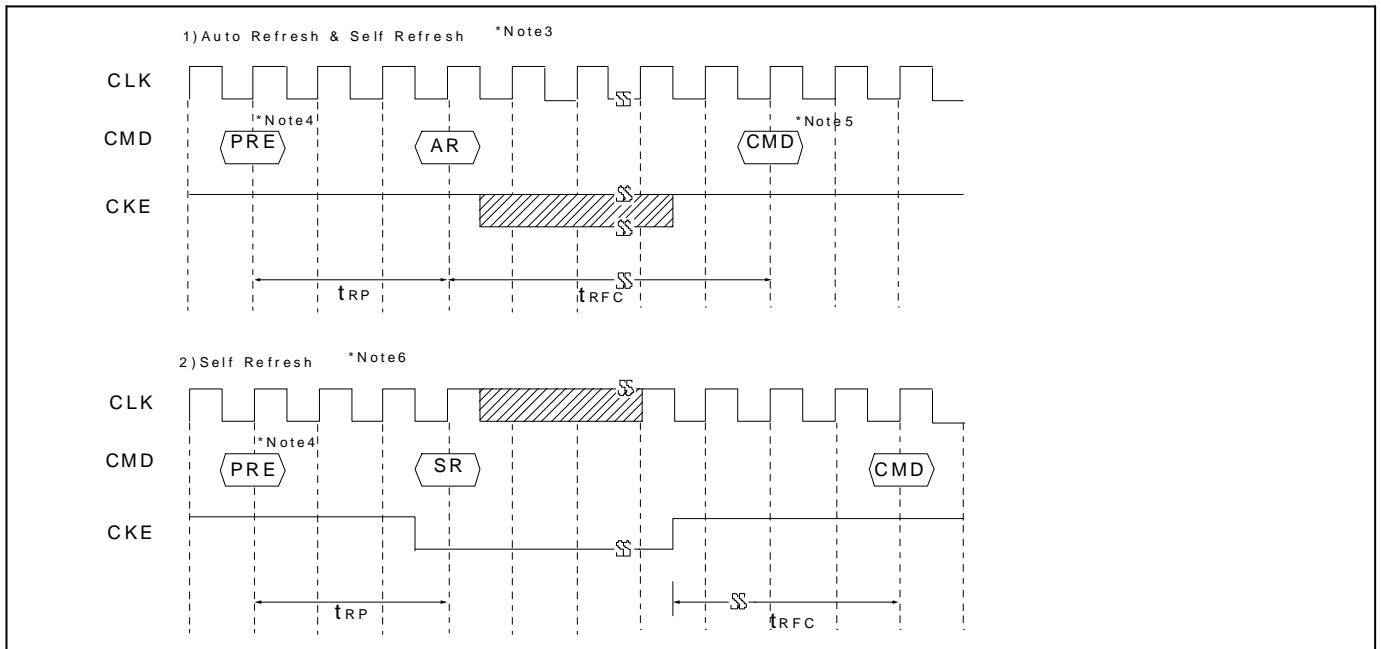 1)Auto Refresh & Self Refresh *Note3
CLK
CMD PRE *Note4 AR CMD *Note5
CKE
tRP tRFC
2)Self Refresh *Note6
CLK
CMD PRE *Note4 SR CMD
CKE
tRP tRFC